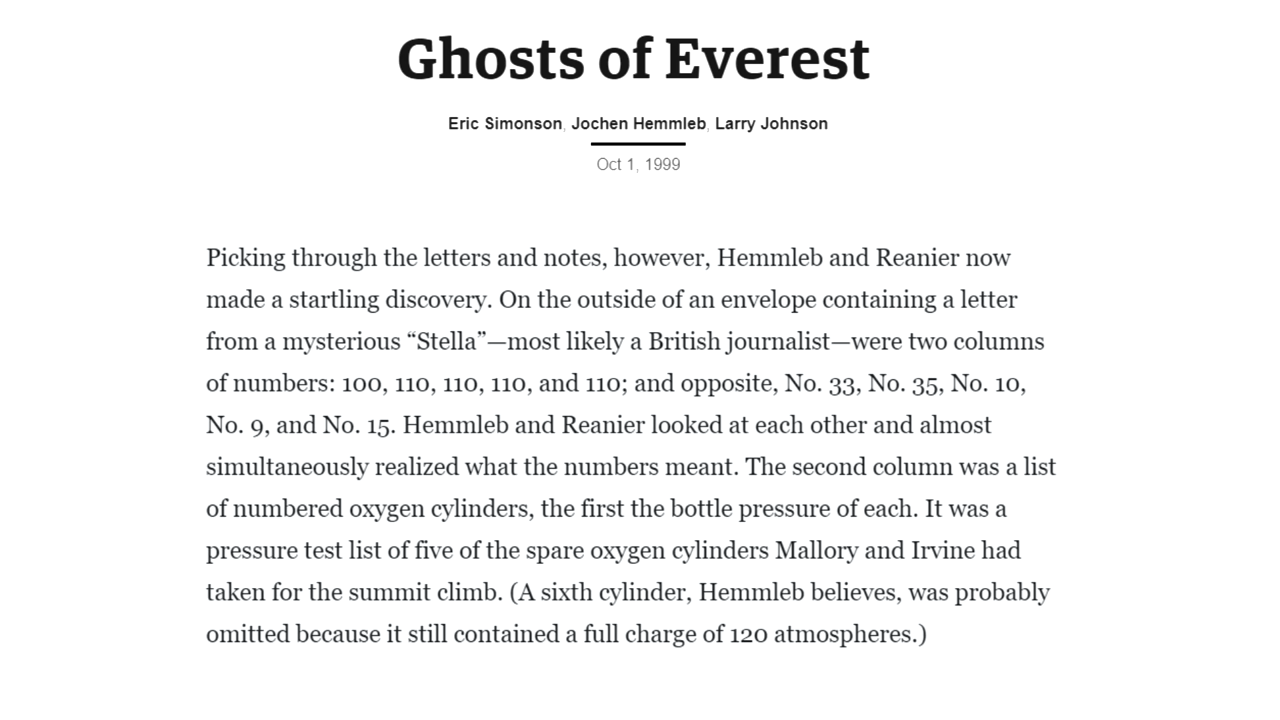 Ghosts of Everest
Eric Simonson, Jochen Hemmleb, Larry Johnson
Oct 1, 1999
Picking through the letters and notes, however, Hemmleb and Reanier now
made a startling discovery. On the outside of an envelope containing a letter
from a mysterious “Stella”—most likely a British journalist—were two columns
of numbers: 100, 110, 110, 110, and 110; and opposite, No. 33, No. 35, No. 10,
No. 9, and No. 15. Hemmleb and Reanier looked at each other and almost
simultaneously realized what the numbers meant. The second column was a list
of numbered oxygen cylinders, the first the bottle pressure of each. It was a
pressure test list of five of the spare oxygen cylinders Mallory and Irvine had
taken for the summit climb. (A sixth cylinder, Hemmleb believes, was probably
omitted because it still contained a full charge of 120 atmospheres.)